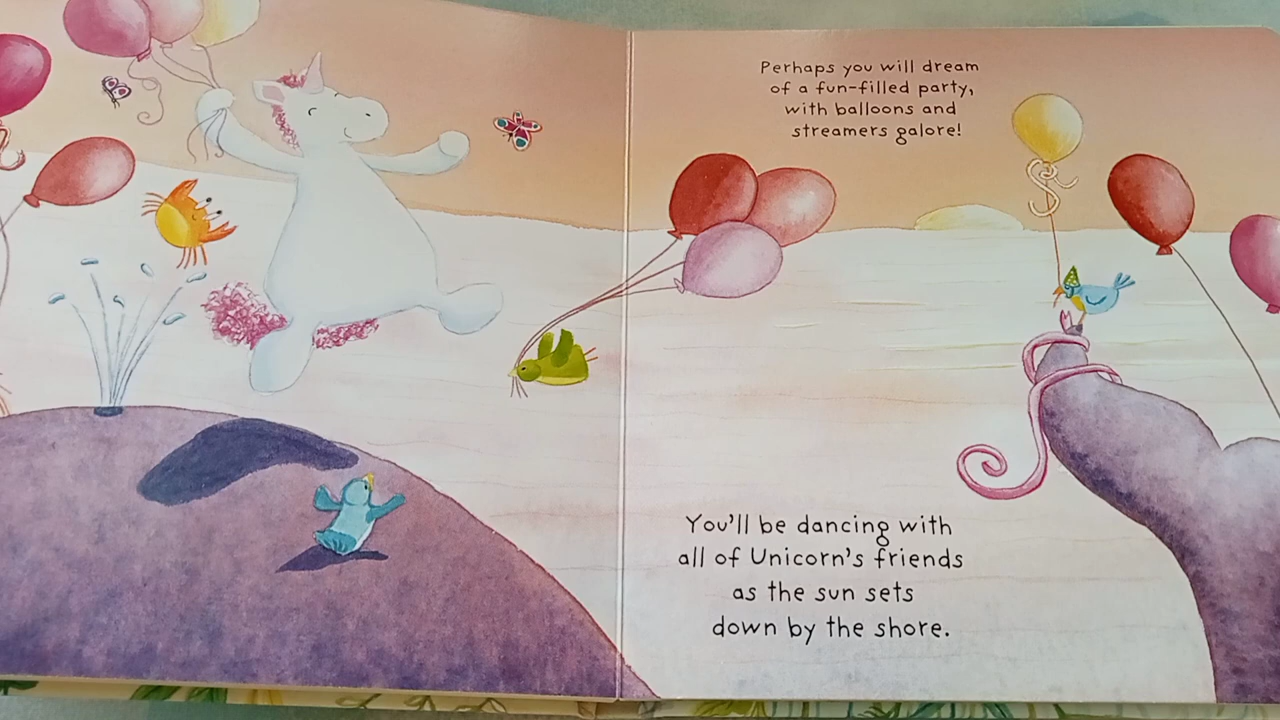 Perhaps you will dream
of a fun-filled party,
with balloons and
streamers galore!
You'll be dancing with
all of Unicorn's friends
as the sun sets
down by the shore.